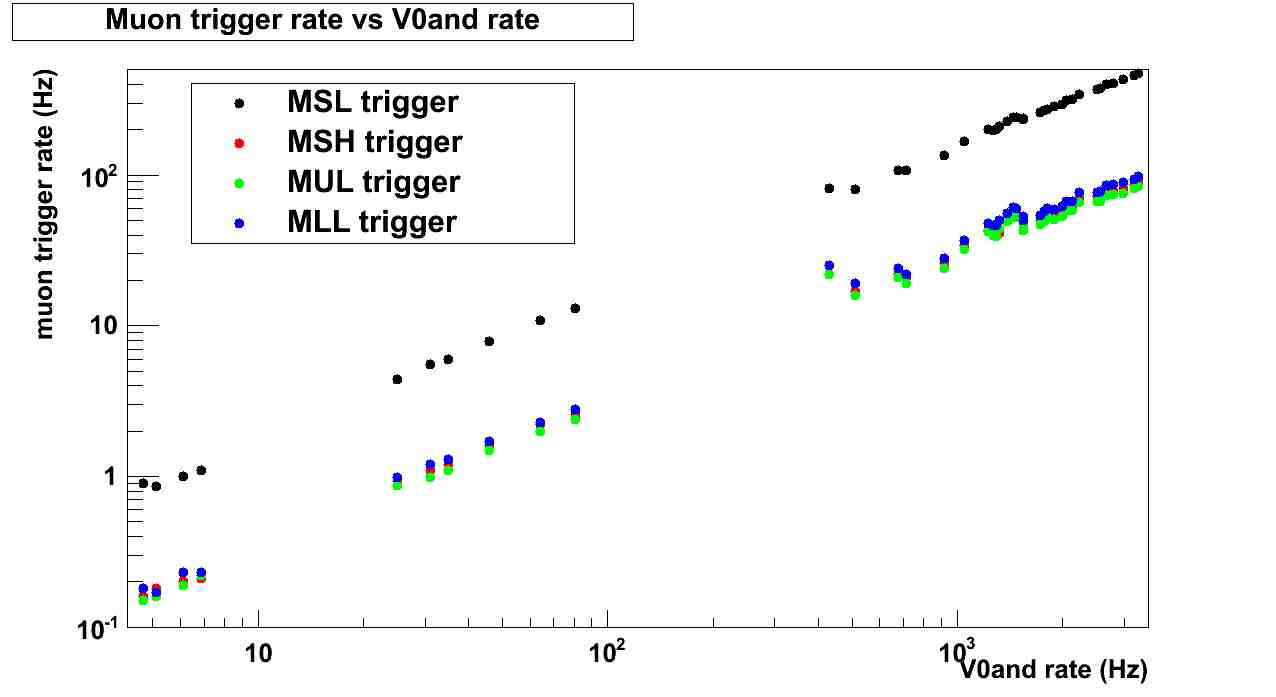 Muon trigger rate vs V0and rate
muon trigger rate (Hz)
MSL trigger
MSH trigger
MUL trigger
MLL trigger
10²
10
1
10⁻¹
10
10²
10³
V0and rate (Hz)